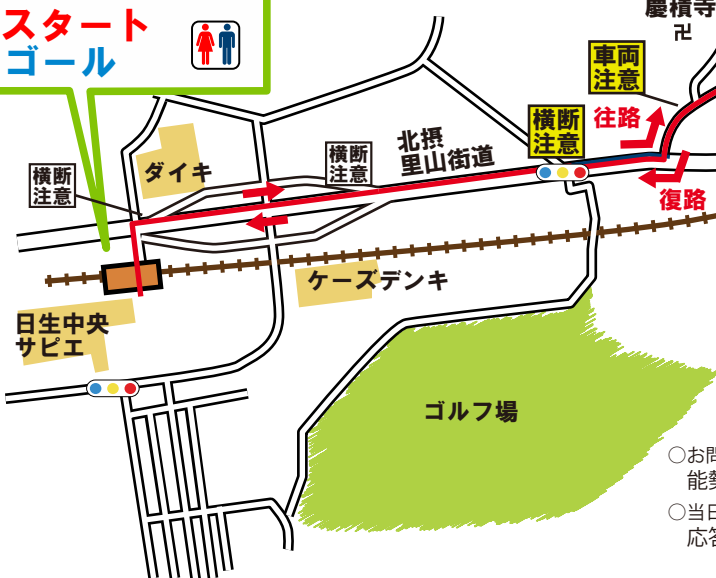 スタート
ゴール
慶積寺
卍
車両
注意
横断
注意
往路
復路
北摂
里山街道
横断
注意
ダイキ
横断
注意
ケーズデンキ
日生中央
サピエ
ゴルフ場
○お問
能勢
○当日
応答